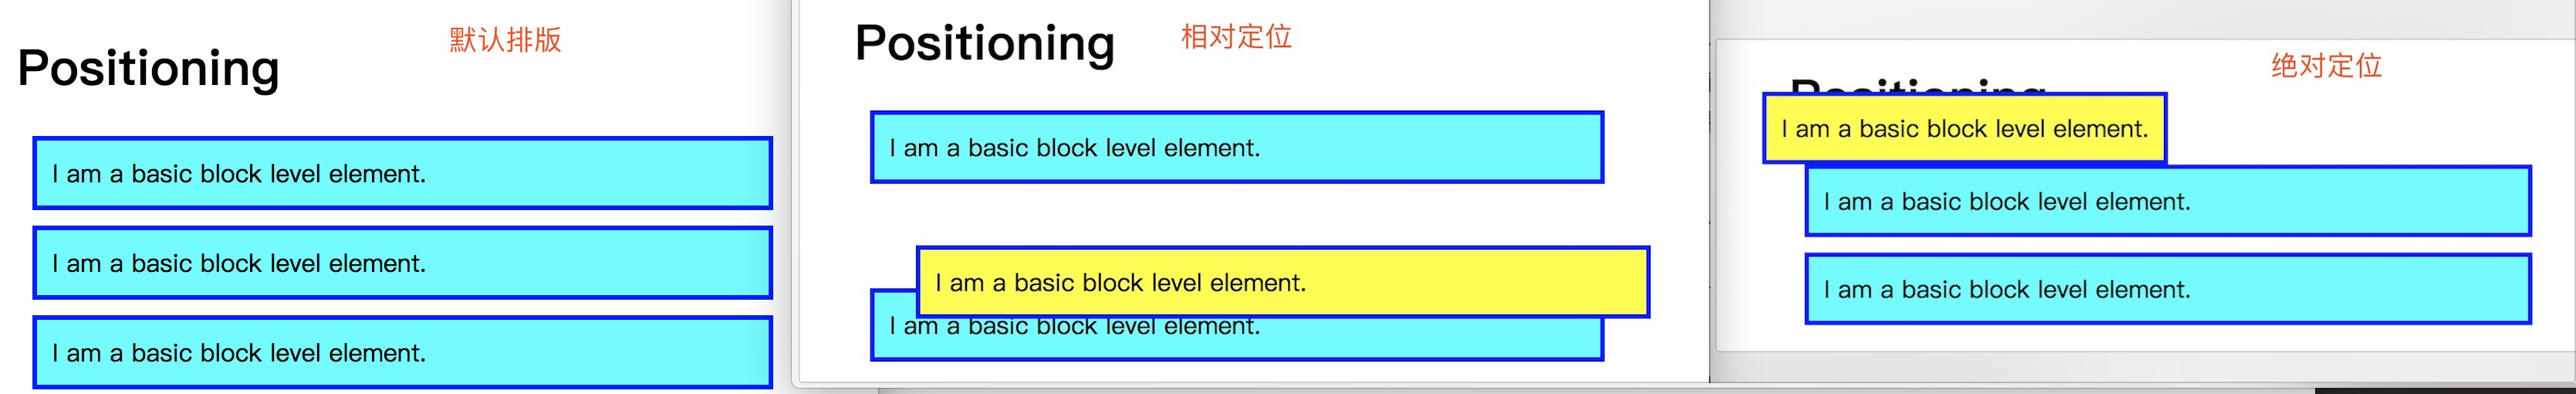 默认排版
Positioning
I am a basic block level element.
I am a basic block level element.
I am a basic block level element.
相对定位
Positioning
I am a basic block level element.
I am a basic block level element.
I am a basic block level element.
绝对定位
Positioning
I am a basic block level element.
I am a basic block level element.
I am a basic block level element.